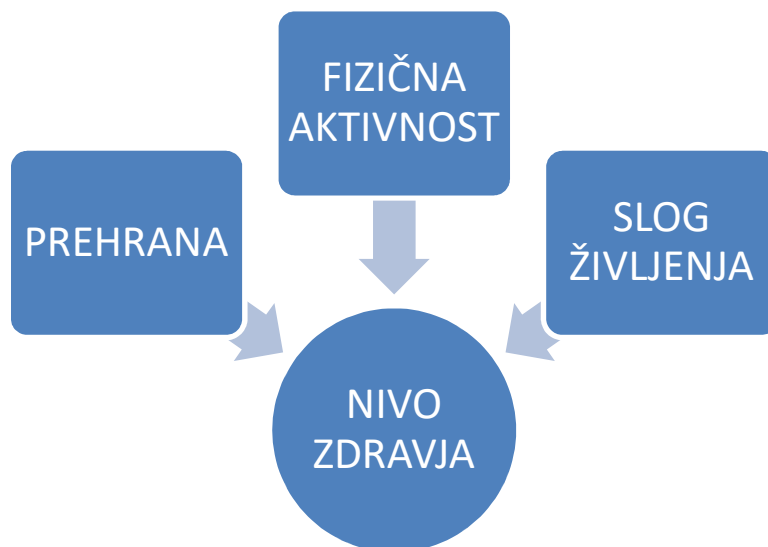 FIZIČNA
AKTIVNOST
PREHRANA
SLOG
ŽIVLJENJA
NIVO
ZDRAVJA